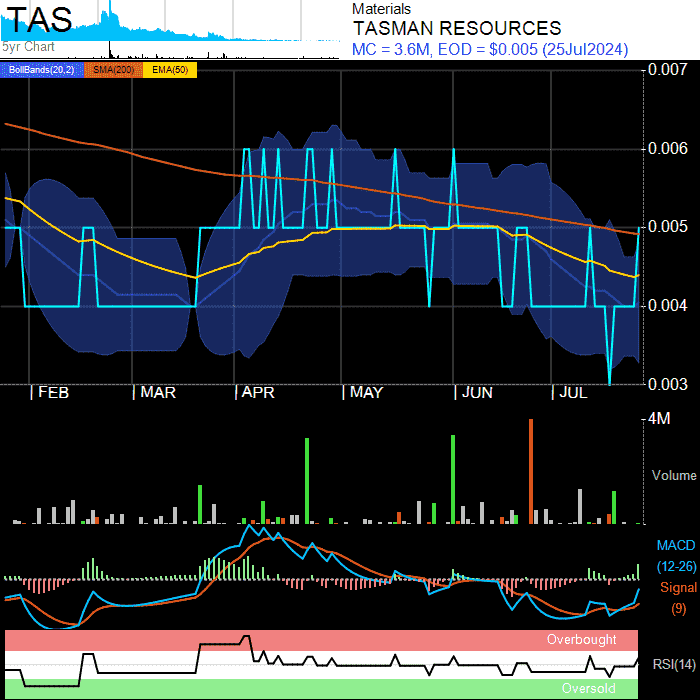 TAS
5yr Chart
Materials
TASMAN RESOURCES
MC = 3.6M, EOD = $0.005 (25Jul2024)
BollBands(20,2) SMA(200) EMA(50)
0.007
0.006
0.005
0.004
0.003
| FEB | MAR | APR | MAY | JUN | JUL
4M
Volume
MACD
(12-26)
Signal
(9)
Overbought
RSI(14)
Oversold